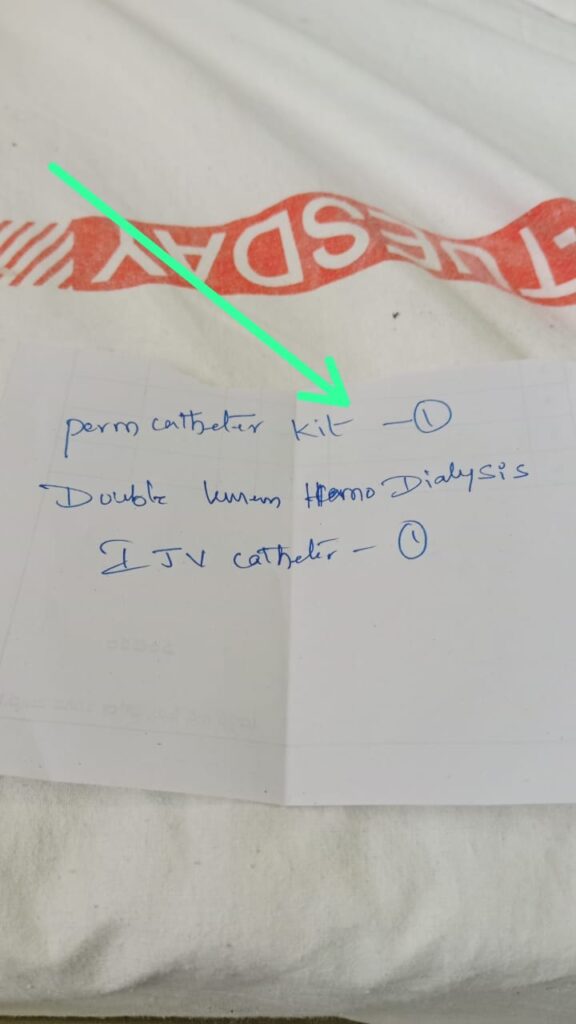 TUESDAY
perm catheter kit - ①
Double lumen Hemo Dialysis
IJV catheter - ①